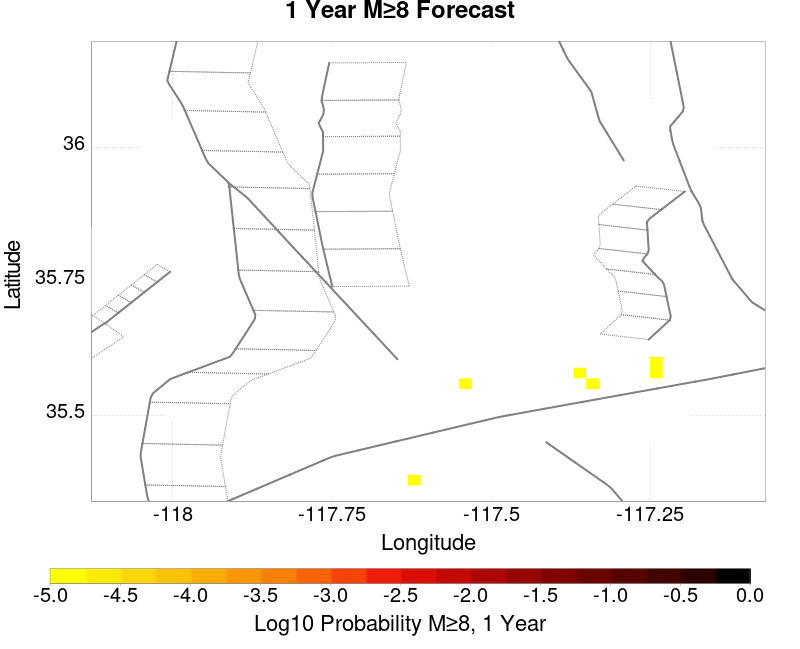 1 Year M≥8 Forecast
Latitude
36
35.75
35.5
-118 -117.75 -117.5 -117.25
Longitude
-5.0 -4.5 -4.0 -3.5 -3.0 -2.5 -2.0 -1.5 -1.0 -0.5 0.0
Log10 Probability M≥8, 1 Year